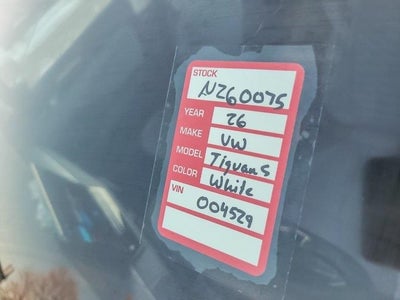 STOCK
NZ60075
YEAR 26
MAKE VW
MODEL Tiguan S
COLOR White
VIN
004529